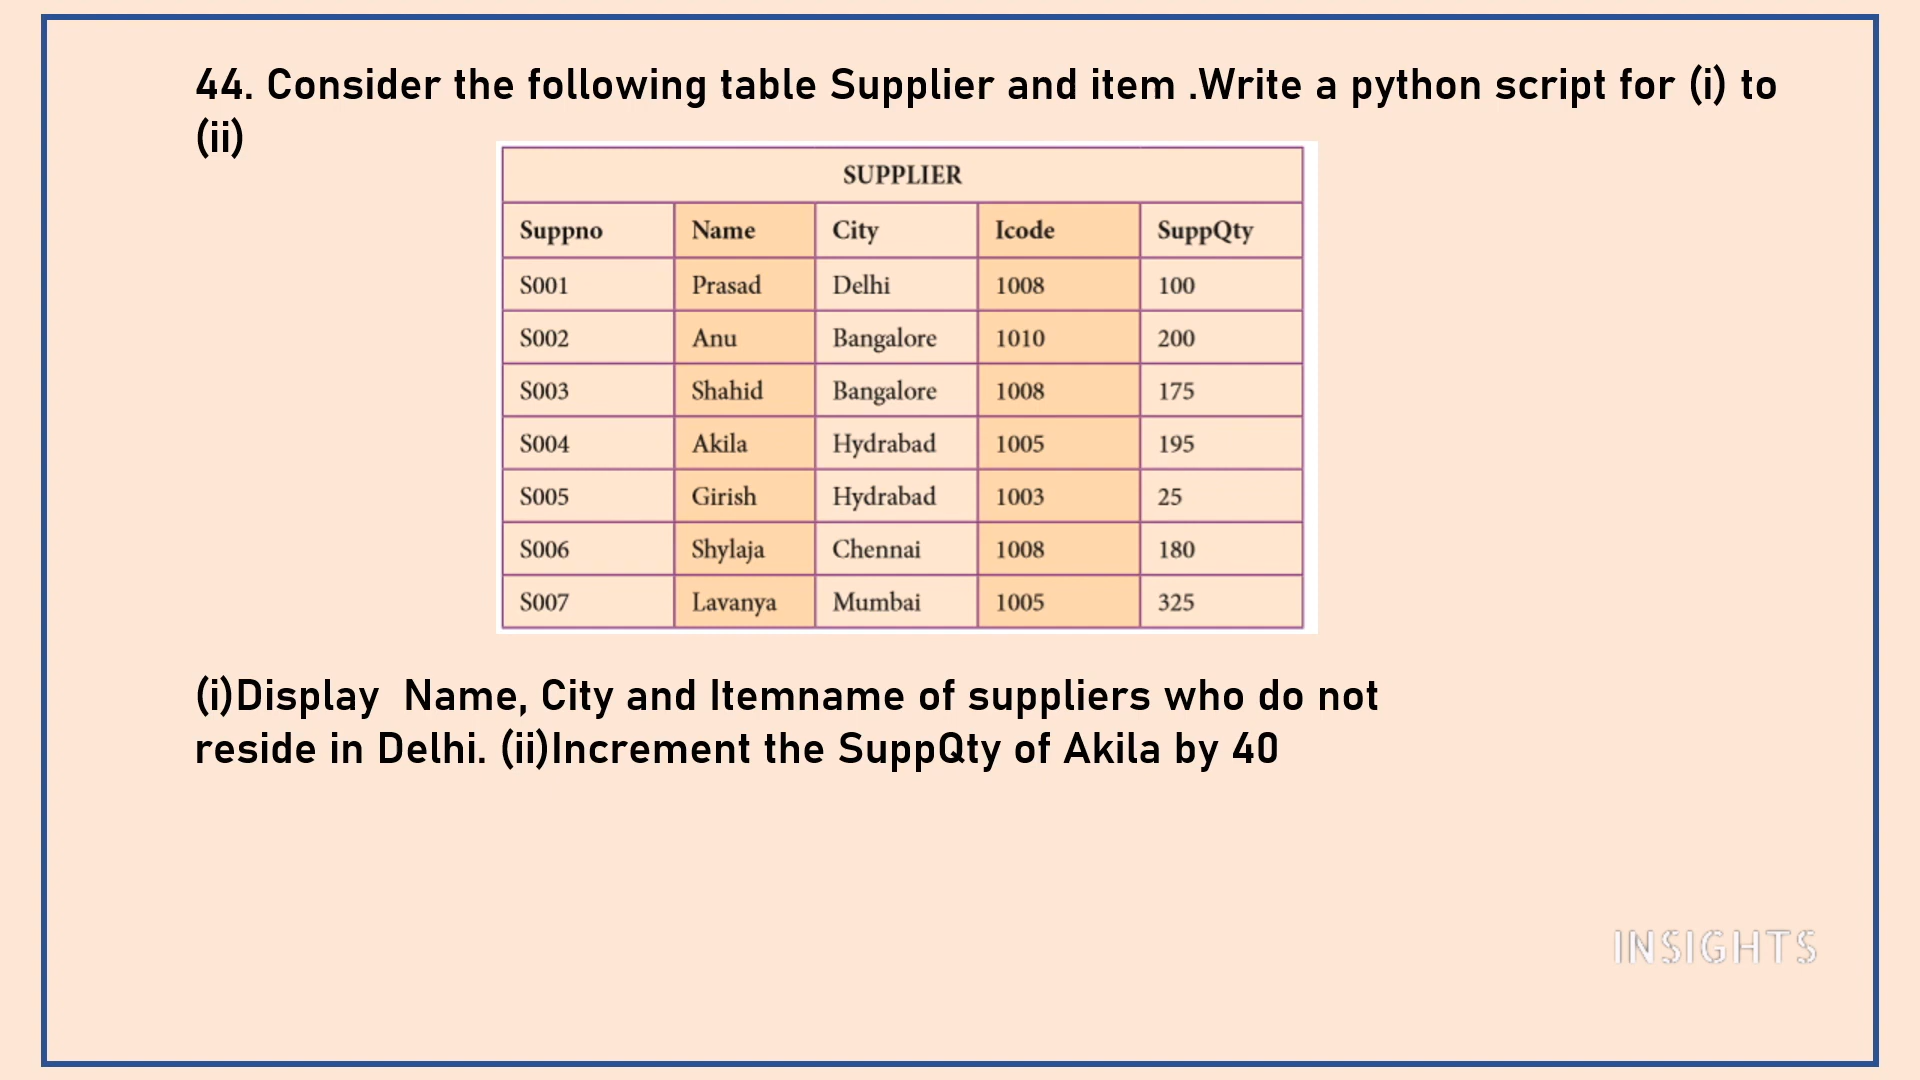 44. Consider the following table Supplier and item .Write a python script for (i) to
(ii)
SUPPLIER
Suppno Name City Icode SuppQty
S001 Prasad Delhi 1008 100
S002 Anu Bangalore 1010 200
S003 Shahid Bangalore 1008 175
S004 Akila Hydrabad 1005 195
S005 Girish Hydrabad 1003 25
S006 Shylaja Chennai 1008 180
S007 Lavanya Mumbai 1005 325
(i)Display Name, City and Itemname of suppliers who do not
reside in Delhi. (ii)Increment the SuppQty of Akila by 40
INSIGHTS